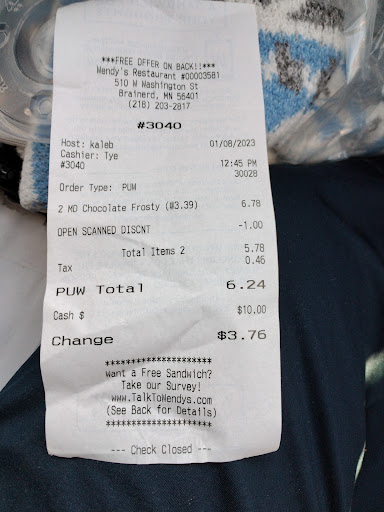 ***FREE OFFER ON BACK!!***
Wendy's Restaurant #00003581
510 W Washington St
Brainerd, MN 56401
(218) 203-2817
#3040
Host: kaleb 01/08/2023
Cashier: Tye
#3040 12:45 PM
30028
Order Type: PUW
2 MD Chocolate Frosty (#3.39) 6.78
OPEN SCANNED DISCNT -1.00
Total Items 2 5.78
Tax 0.46
PUW Total 6.24
Cash $ $10.00
Change $3.76
*********************
Want a Free Sandwich?
Take our Survey!
www.TalkToWendys.com
(See Back for Details)
*********************
--- Check Closed ---